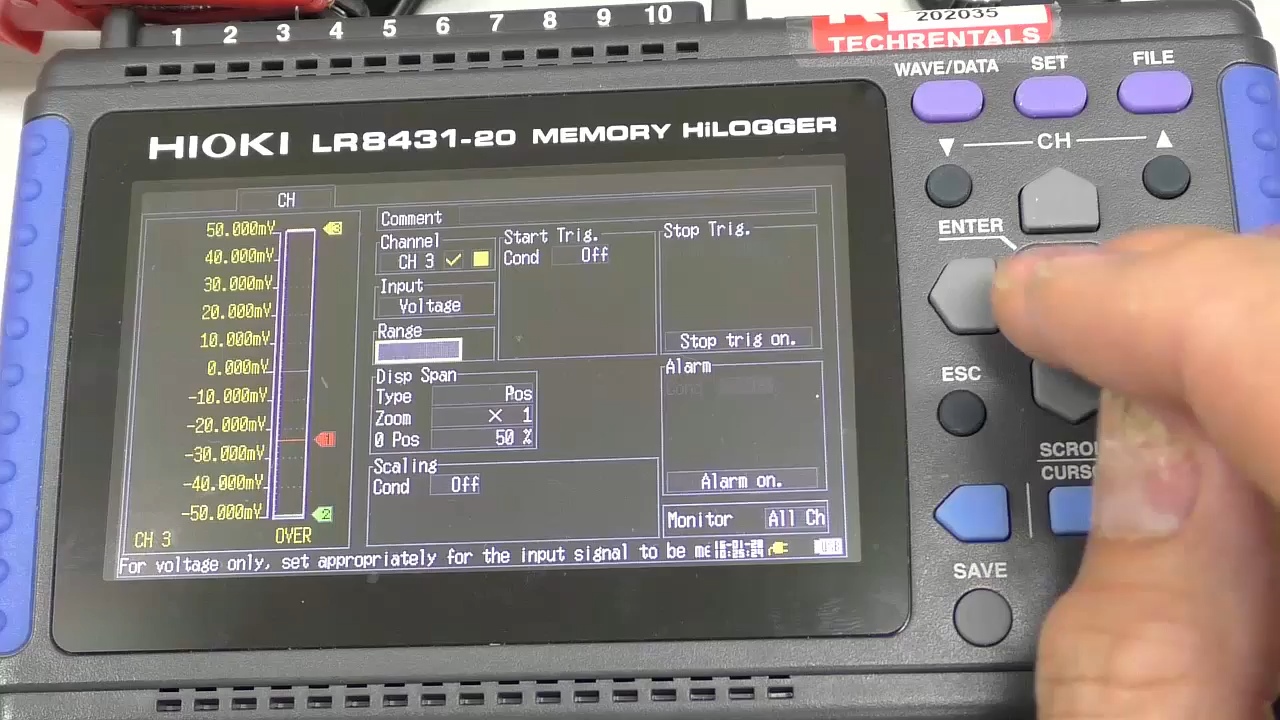 1 2 3 4 5 6 7 8 9 10
202035
TECHRENTALS
WAVE/DATA SET FILE
HIOKI LR8431-20 MEMORY HiLOGGER
▼ CH ▲
ENTER
ESC
SAVE
CH
50.000mV
40.000mV
30.000mV
20.000mV
10.000mV
0.000mV
-10.000mV
-20.000mV
-30.000mV
-40.000mV
-50.000mV
3
1
2
CH 3 OVER
Comment
Channel
CH 3
Input
Voltage
Range
Disp Span
Type Pos
Zoom × 1
0 Pos 50 %
Scaling
Cond Off
Start Trig.
Cond Off
Stop Trig.
Stop trig on.
Alarm
Cond
Alarm on.
Monitor All Ch
For voltage only, set appropriately for the input signal to be me